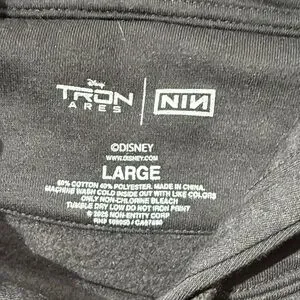 Disney
TRON
ARES
NIN
©DISNEY
WWW.DISNEY.COM
LARGE
60% COTTON 40% POLYESTER. MADE IN CHINA.
MACHINE WASH COLD INSIDE OUT WITH LIKE COLORS
ONLY NON-CHLORINE BLEACH
TUMBLE DRY LOW DO NOT IRON PRINT
© 2025 NON-ENTITY CORP